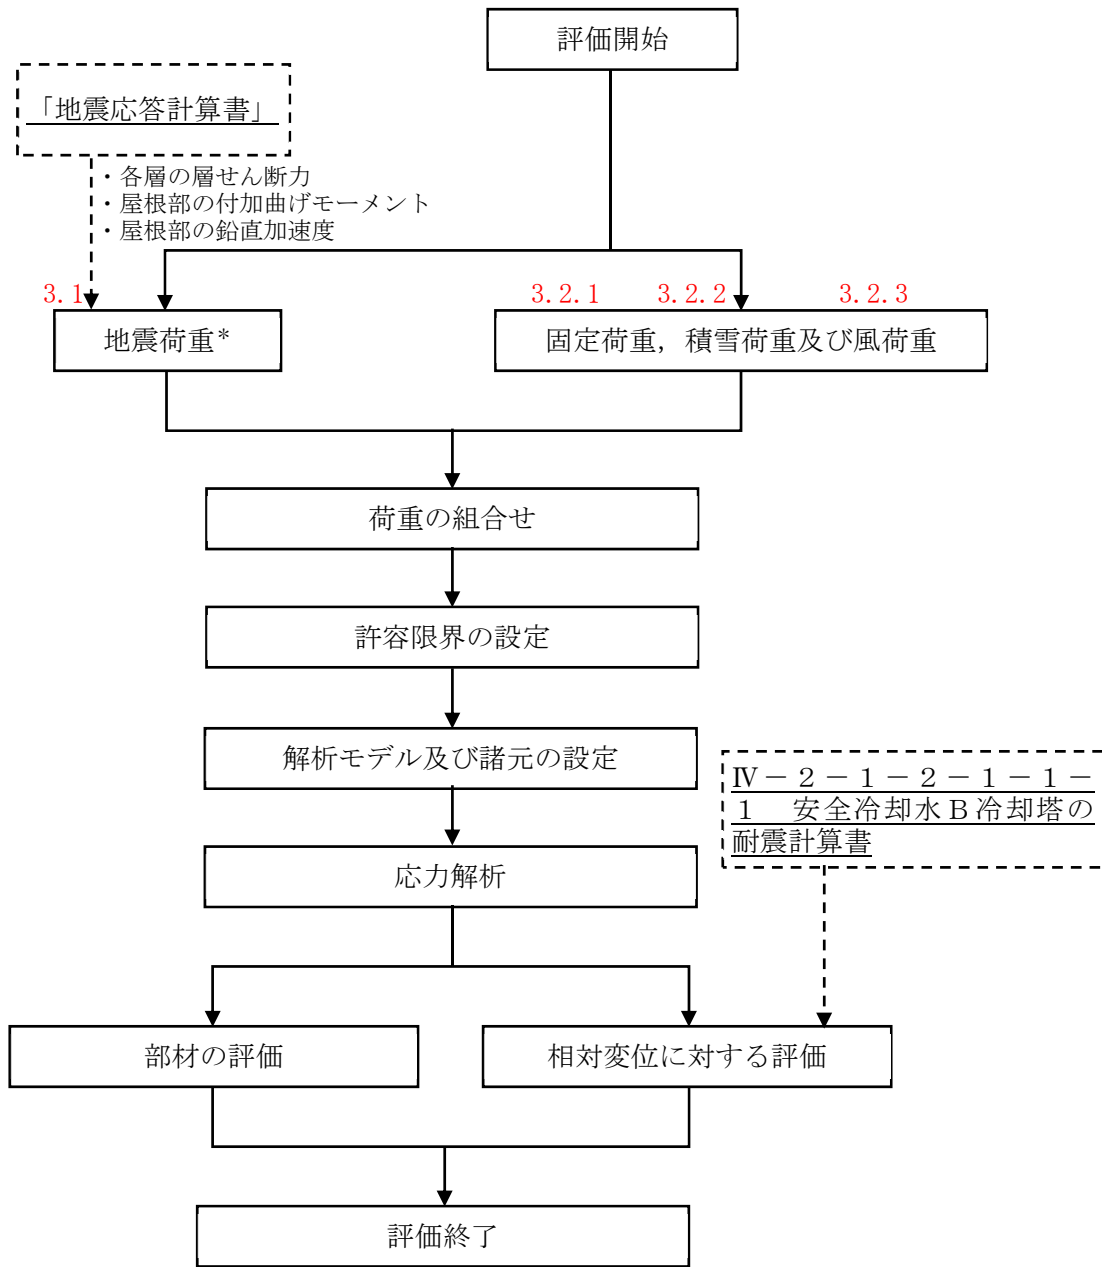 評価開始
「地震応答計算書」
・各層の層せん断力
・屋根部の付加曲げモーメント
・屋根部の鉛直加速度
3.1
3.2.1 3.2.2 3.2.3
地震荷重*
固定荷重，積雪荷重及び風荷重
荷重の組合せ
許容限界の設定
解析モデル及び諸元の設定
Ⅳ－２－１－２－１－１－
１　安全冷却水Ｂ冷却塔の
耐震計算書
応力解析
部材の評価
相対変位に対する評価
評価終了